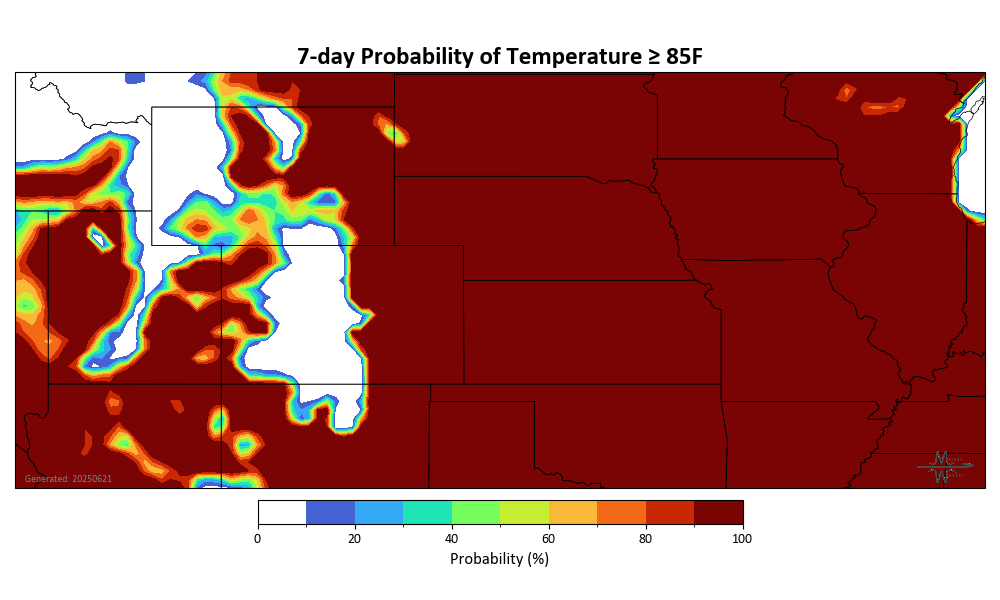 7-day Probability of Temperature ≥ 85F
Generated: 20250621
0 20 40 60 80 100
Probability (%)